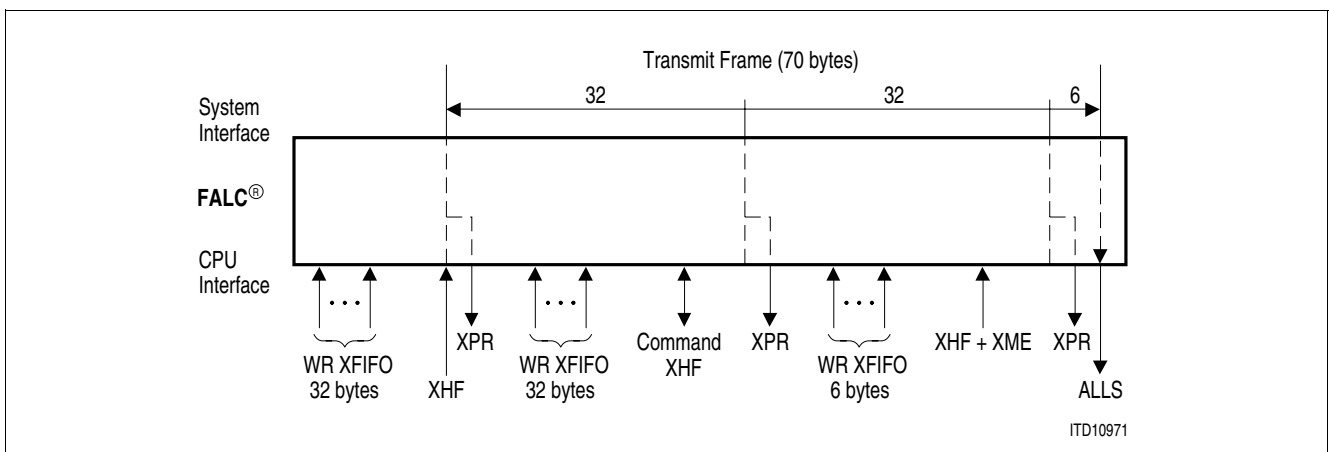 Transmit Frame (70 bytes)
32 32 6
System
Interface
FALC®
CPU
Interface
• • • • • • • • •
XPR Command XPR XHF + XME XPR
XHF
WR XFIFO WR XFIFO WR XFIFO
32 bytes XHF 32 bytes 6 bytes ALLS
ITD10971